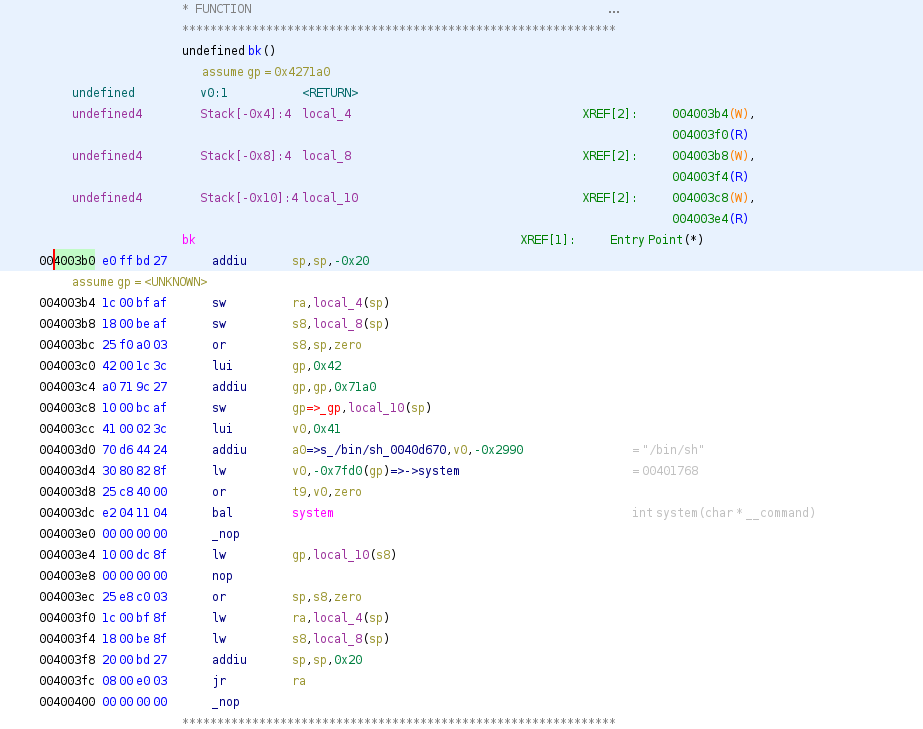 * FUNCTION ...
**************************************************************
undefined bk()
assume gp = 0x4271a0
undefined v0:1 <RETURN>
undefined4 Stack[-0x4]:4 local_4 XREF[2]: 004003b4(W),
004003f0(R)
undefined4 Stack[-0x8]:4 local_8 XREF[2]: 004003b8(W),
004003f4(R)
undefined4 Stack[-0x10]:4 local_10 XREF[2]: 004003c8(W),
004003e4(R)
bk XREF[1]: Entry Point(*)
004003b0 e0 ff bd 27 addiu sp,sp,-0x20
assume gp = <UNKNOWN>
004003b4 1c 00 bf af sw ra,local_4(sp)
004003b8 18 00 be af sw s8,local_8(sp)
004003bc 25 f0 a0 03 or s8,sp,zero
004003c0 42 00 1c 3c lui gp,0x42
004003c4 a0 71 9c 27 addiu gp,gp,0x71a0
004003c8 10 00 bc af sw gp=>_gp,local_10(sp)
004003cc 41 00 02 3c lui v0,0x41
004003d0 70 d6 44 24 addiu a0=>s_/bin/sh_0040d670,v0,-0x2990 = "/bin/sh"
004003d4 30 80 82 8f lw v0,-0x7fd0(gp)=>->system = 00401768
004003d8 25 c8 40 00 or t9,v0,zero
004003dc e2 04 11 04 bal system int system(char * __command)
004003e0 00 00 00 00 _nop
004003e4 10 00 dc 8f lw gp,local_10(s8)
004003e8 00 00 00 00 nop
004003ec 25 e8 c0 03 or sp,s8,zero
004003f0 1c 00 bf 8f lw ra,local_4(sp)
004003f4 18 00 be 8f lw s8,local_8(sp)
004003f8 20 00 bd 27 addiu sp,sp,0x20
004003fc 08 00 e0 03 jr ra
00400400 00 00 00 00 _nop
**************************************************************